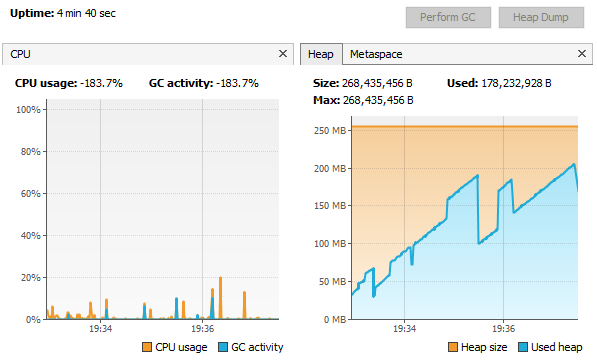 Uptime: 4 min 40 sec
Perform GC
Heap Dump
CPU
CPU usage: -183.7%
GC activity: -183.7%
100%
80%
60%
40%
20%
0%
19:34
19:36
CPU usage
GC activity
Heap
Metaspace
Size: 268,435,456 B
Used: 178,232,928 B
Max: 268,435,456 B
250 MB
200 MB
150 MB
100 MB
50 MB
0 MB
19:34
19:36
Heap size
Used heap